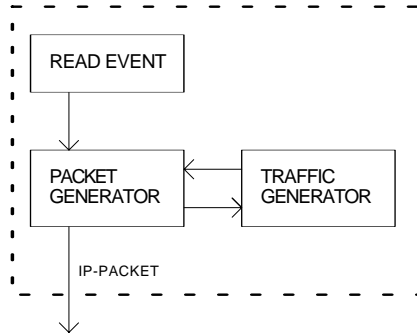 READ EVENT
PACKET
GENERATOR
TRAFFIC
GENERATOR
IP-PACKET